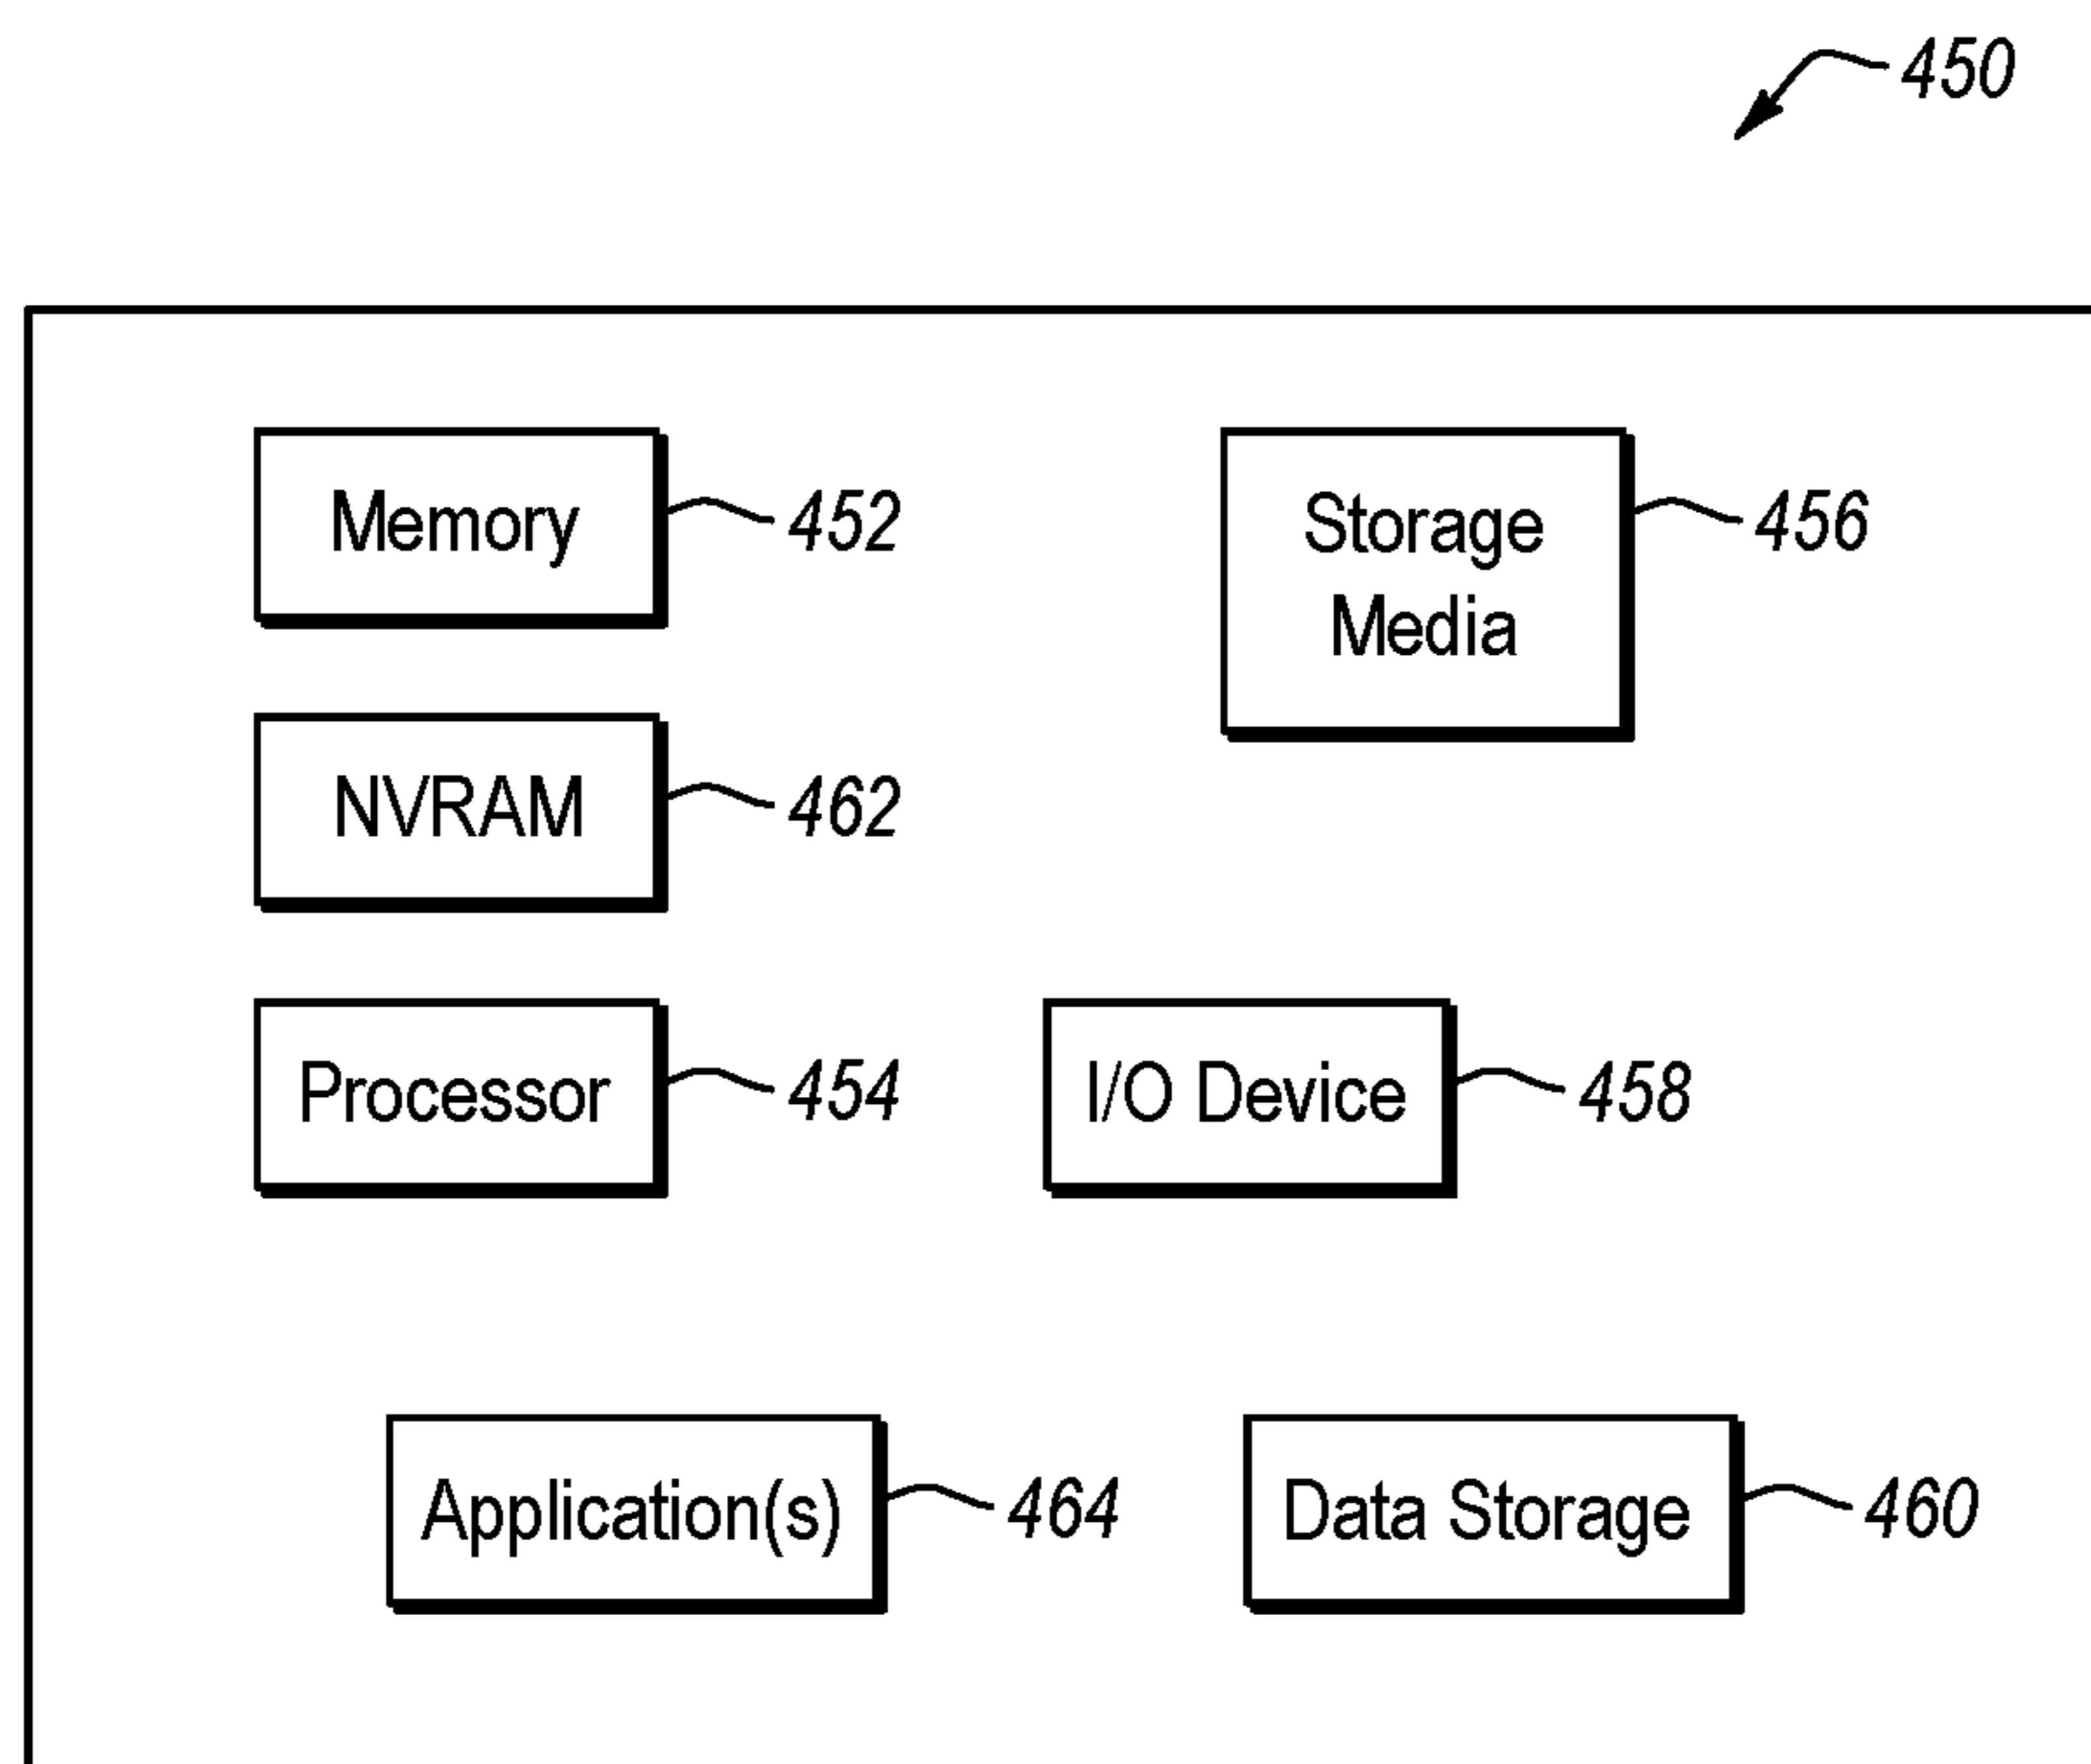 450
Memory
452
Storage
Media
456
NVRAM
462
Processor
454
I/O Device
458
Application(s)
464
Data Storage
460